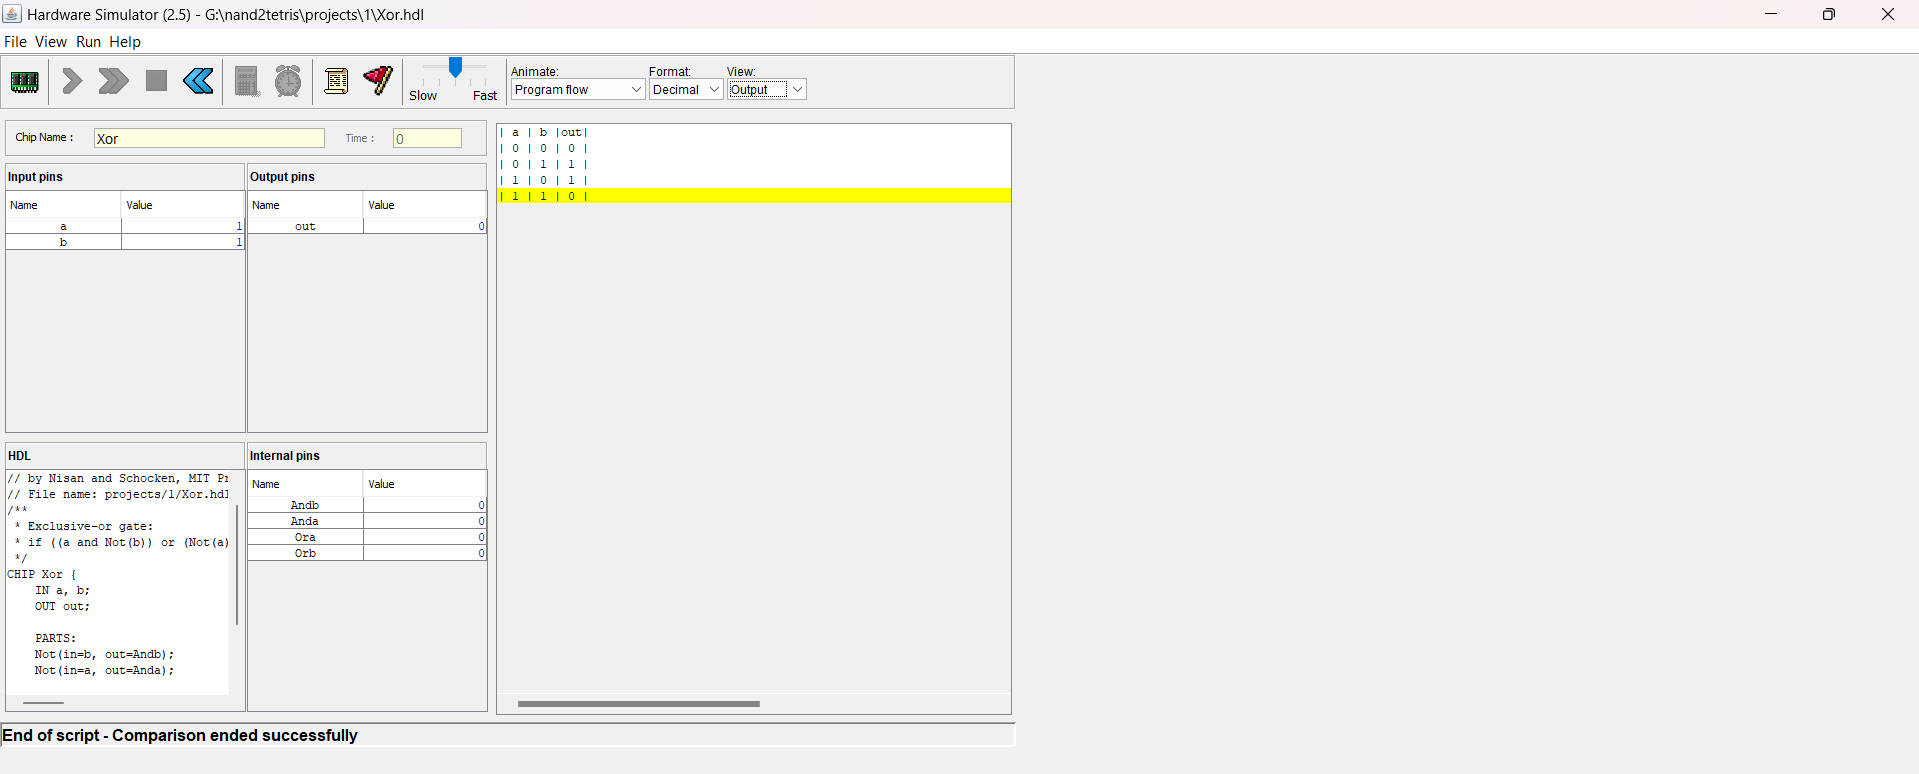 Hardware Simulator (2.5) - G:\nand2tetris\projects\1\Xor.hdl
File View Run Help
Slow Fast
Animate: Format: View:
Program flow Decimal Output
Chip Name : Xor Time : 0
Input pins
Name Value
a 1
b 1
Output pins
Name Value
out 0
HDL
// by Nisan and Schocken, MIT Pr
// File name: projects/1/Xor.hdl
/**
* Exclusive-or gate:
* if ((a and Not(b)) or (Not(a)
*/
CHIP Xor {
IN a, b;
OUT out;
PARTS:
Not(in=b, out=Andb);
Not(in=a, out=Anda);
Internal pins
Name Value
Andb 0
Anda 0
Ora 0
Orb 0
| a | b |out|
| 0 | 0 | 0 |
| 0 | 1 | 1 |
| 1 | 0 | 1 |
| 1 | 1 | 0 |
End of script - Comparison ended successfully